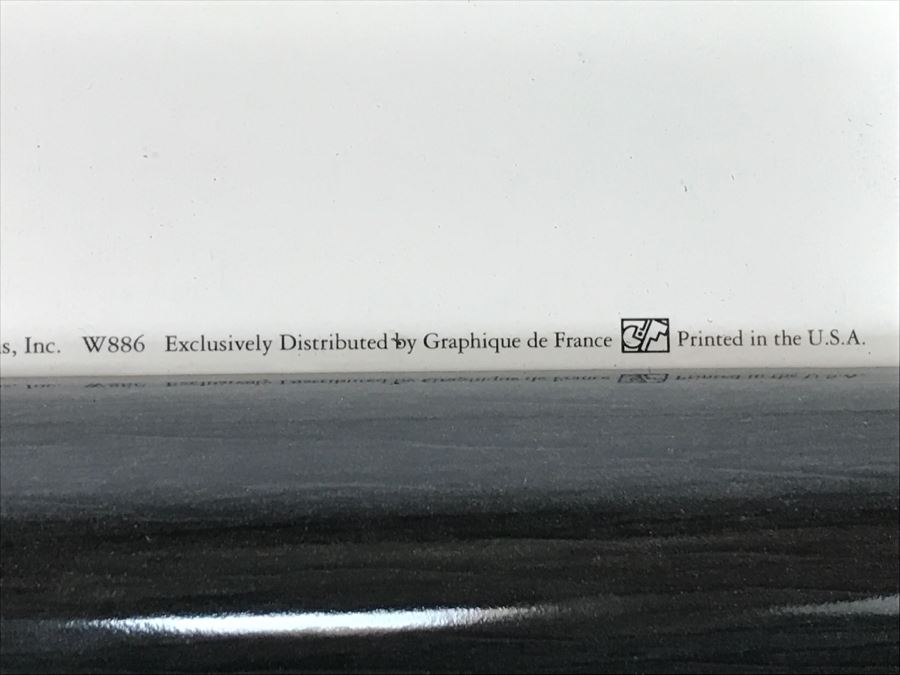 s, Inc. W886 Exclusively Distributed by Graphique de France Printed in the U.S.A.